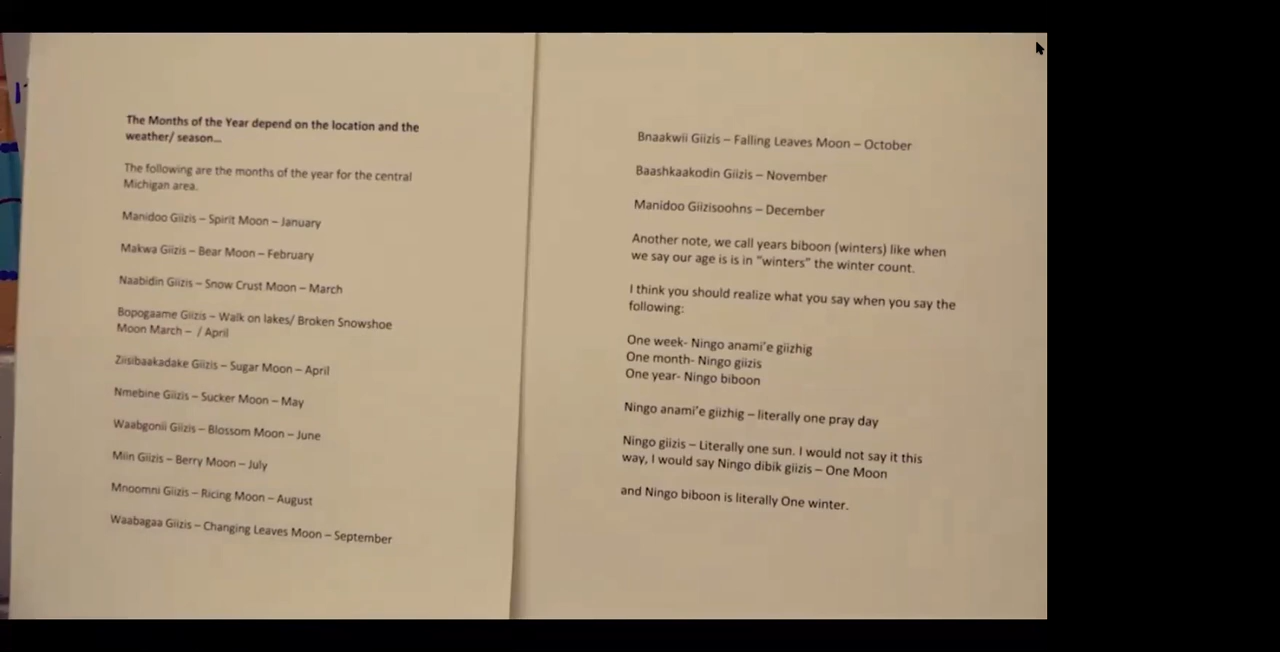 The Months of the Year depend on the location and the
weather/ season...
The following are the months of the year for the central
Michigan area.
Manidoo Giizis – Spirit Moon – January
Makwa Giizis – Bear Moon – February
Naabidin Giizis – Snow Crust Moon – March
Bopogaame Giizis – Walk on lakes/ Broken Snowshoe
Moon March – / April
Ziisibaakadake Giizis – Sugar Moon – April
Nmebine Giizis – Sucker Moon – May
Waabgonii Giizis – Blossom Moon – June
Miin Giizis – Berry Moon – July
Mnoomni Giizis – Ricing Moon – August
Waabagaa Giizis – Changing Leaves Moon – September
Bnaakwii Giizis – Falling Leaves Moon – October
Baashkaakodin Giizis – November
Manidoo Giizisoohns – December
Another note, we call years biboon (winters) like when
we say our age is is in “winters” the winter count.
I think you should realize what you say when you say the
following:
One week- Ningo anami’e giizhig
One month- Ningo giizis
One year- Ningo biboon
Ningo anami’e giizhig – literally one pray day
Ningo giizis – Literally one sun. I would not say it this
way, I would say Ningo dibik giizis – One Moon
and Ningo biboon is literally One winter.